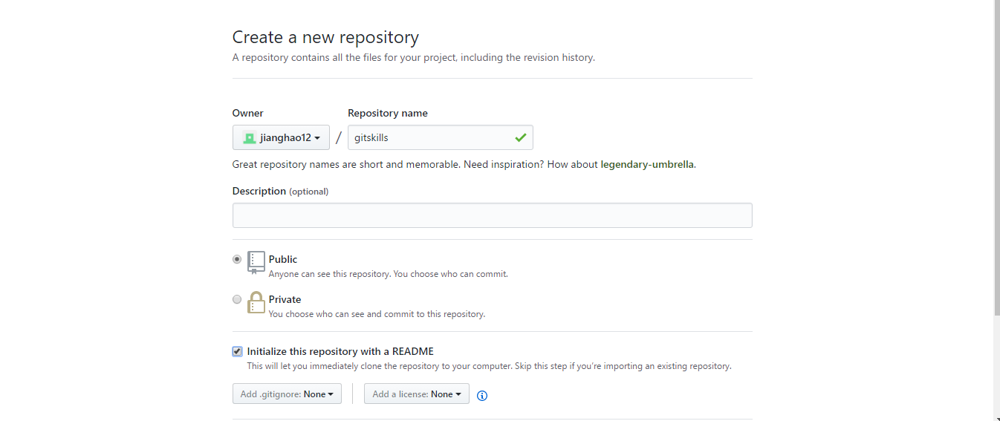 Create a new repository
A repository contains all the files for your project, including the revision history.
Owner
Repository name
jianghao12 / gitskills
Great repository names are short and memorable. Need inspiration? How about legendary-umbrella.
Description (optional)
Public
Anyone can see this repository. You choose who can commit.
Private
You choose who can see and commit to this repository.
Initialize this repository with a README
This will let you immediately clone the repository to your computer. Skip this step if you’re importing an existing repository.
Add .gitignore: None
Add a license: None